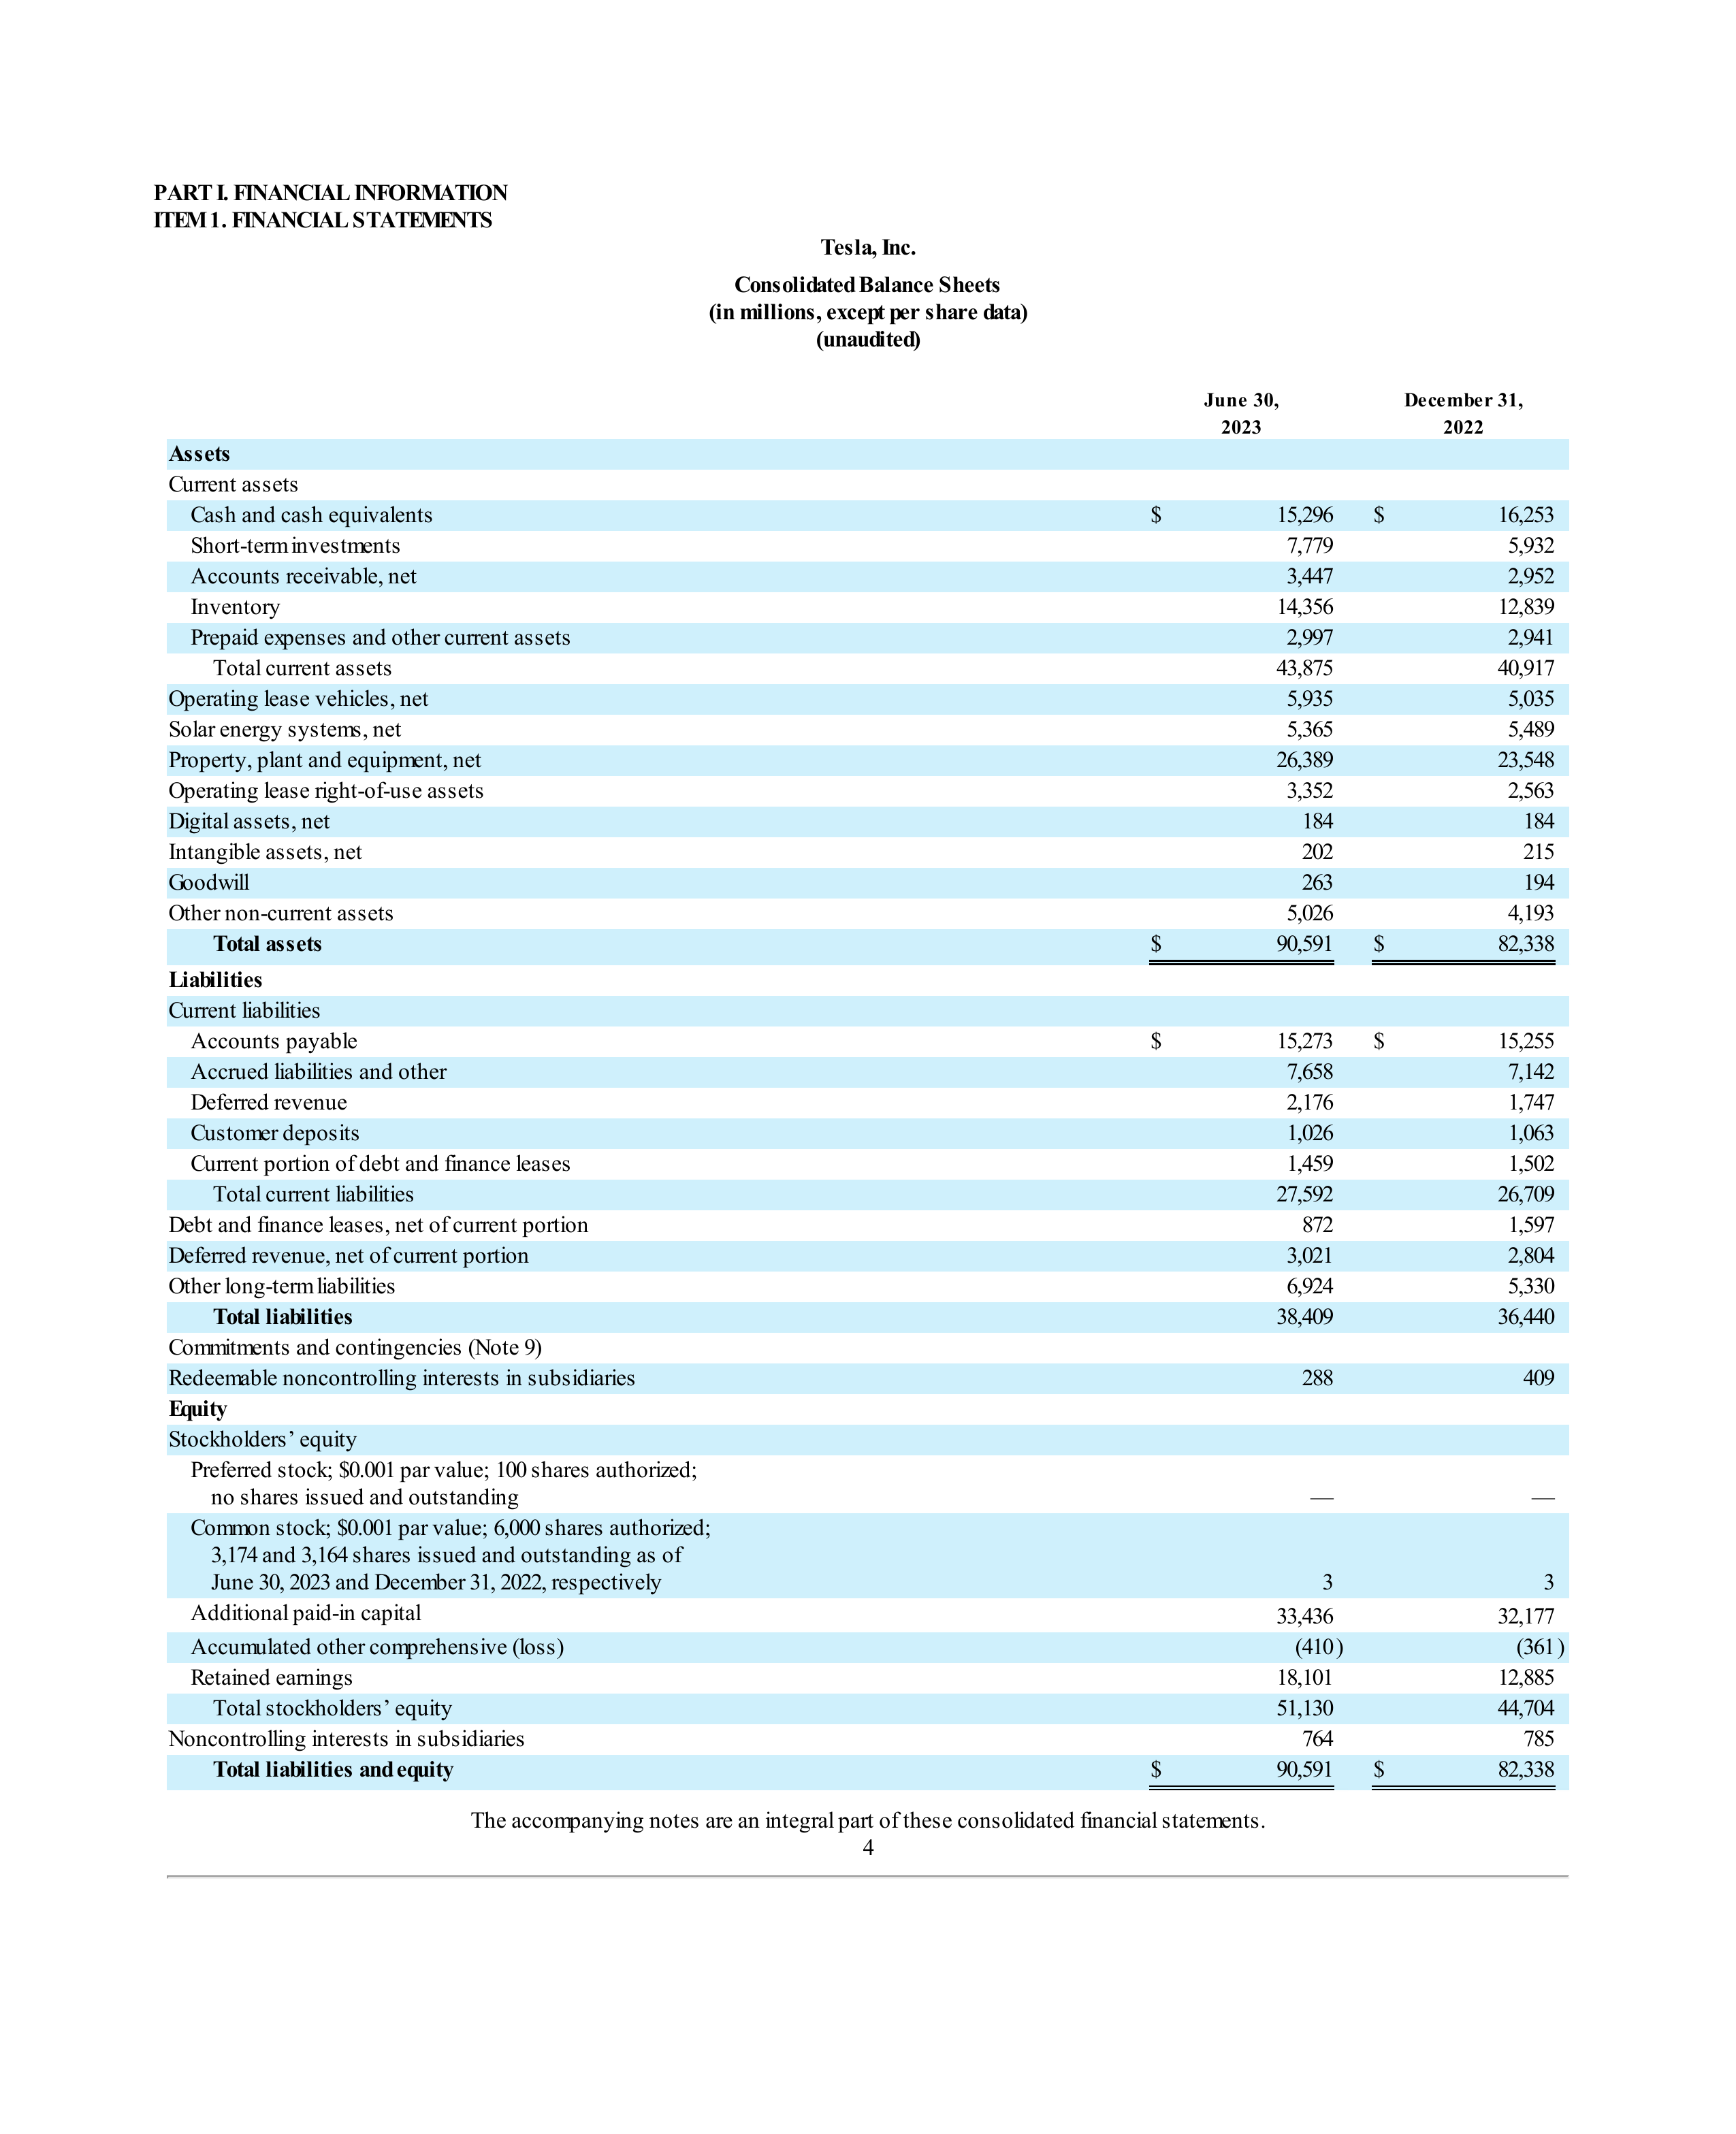 PART I. FINANCIAL INFORMATION
ITEM 1. FINANCIAL STATEMENTS
Tesla, Inc.
Consolidated Balance Sheets
(in millions, except per share data)
(unaudited)
June 30, December 31,
2023 2022
Assets
Current assets
Cash and cash equivalents $ 15,296 $ 16,253
Short-term investments 7,779 5,932
Accounts receivable, net 3,447 2,952
Inventory 14,356 12,839
Prepaid expenses and other current assets 2,997 2,941
Total current assets 43,875 40,917
Operating lease vehicles, net 5,935 5,035
Solar energy systems, net 5,365 5,489
Property, plant and equipment, net 26,389 23,548
Operating lease right-of-use assets 3,352 2,563
Digital assets, net 184 184
Intangible assets, net 202 215
Goodwill 263 194
Other non-current assets 5,026 4,193
Total assets $ 90,591 $ 82,338
Liabilities
Current liabilities
Accounts payable $ 15,273 $ 15,255
Accrued liabilities and other 7,658 7,142
Deferred revenue 2,176 1,747
Customer deposits 1,026 1,063
Current portion of debt and finance leases 1,459 1,502
Total current liabilities 27,592 26,709
Debt and finance leases, net of current portion 872 1,597
Deferred revenue, net of current portion 3,021 2,804
Other long-term liabilities 6,924 5,330
Total liabilities 38,409 36,440
Commitments and contingencies (Note 9)
Redeemable noncontrolling interests in subsidiaries 288 409
Equity
Stockholders’ equity
Preferred stock; $0.001 par value; 100 shares authorized;
no shares issued and outstanding — —
Common stock; $0.001 par value; 6,000 shares authorized;
3,174 and 3,164 shares issued and outstanding as of
June 30, 2023 and December 31, 2022, respectively 3 3
Additional paid-in capital 33,436 32,177
Accumulated other comprehensive (loss) (410) (361)
Retained earnings 18,101 12,885
Total stockholders’ equity 51,130 44,704
Noncontrolling interests in subsidiaries 764 785
Total liabilities and equity $ 90,591 $ 82,338
The accompanying notes are an integral part of these consolidated financial statements.
4